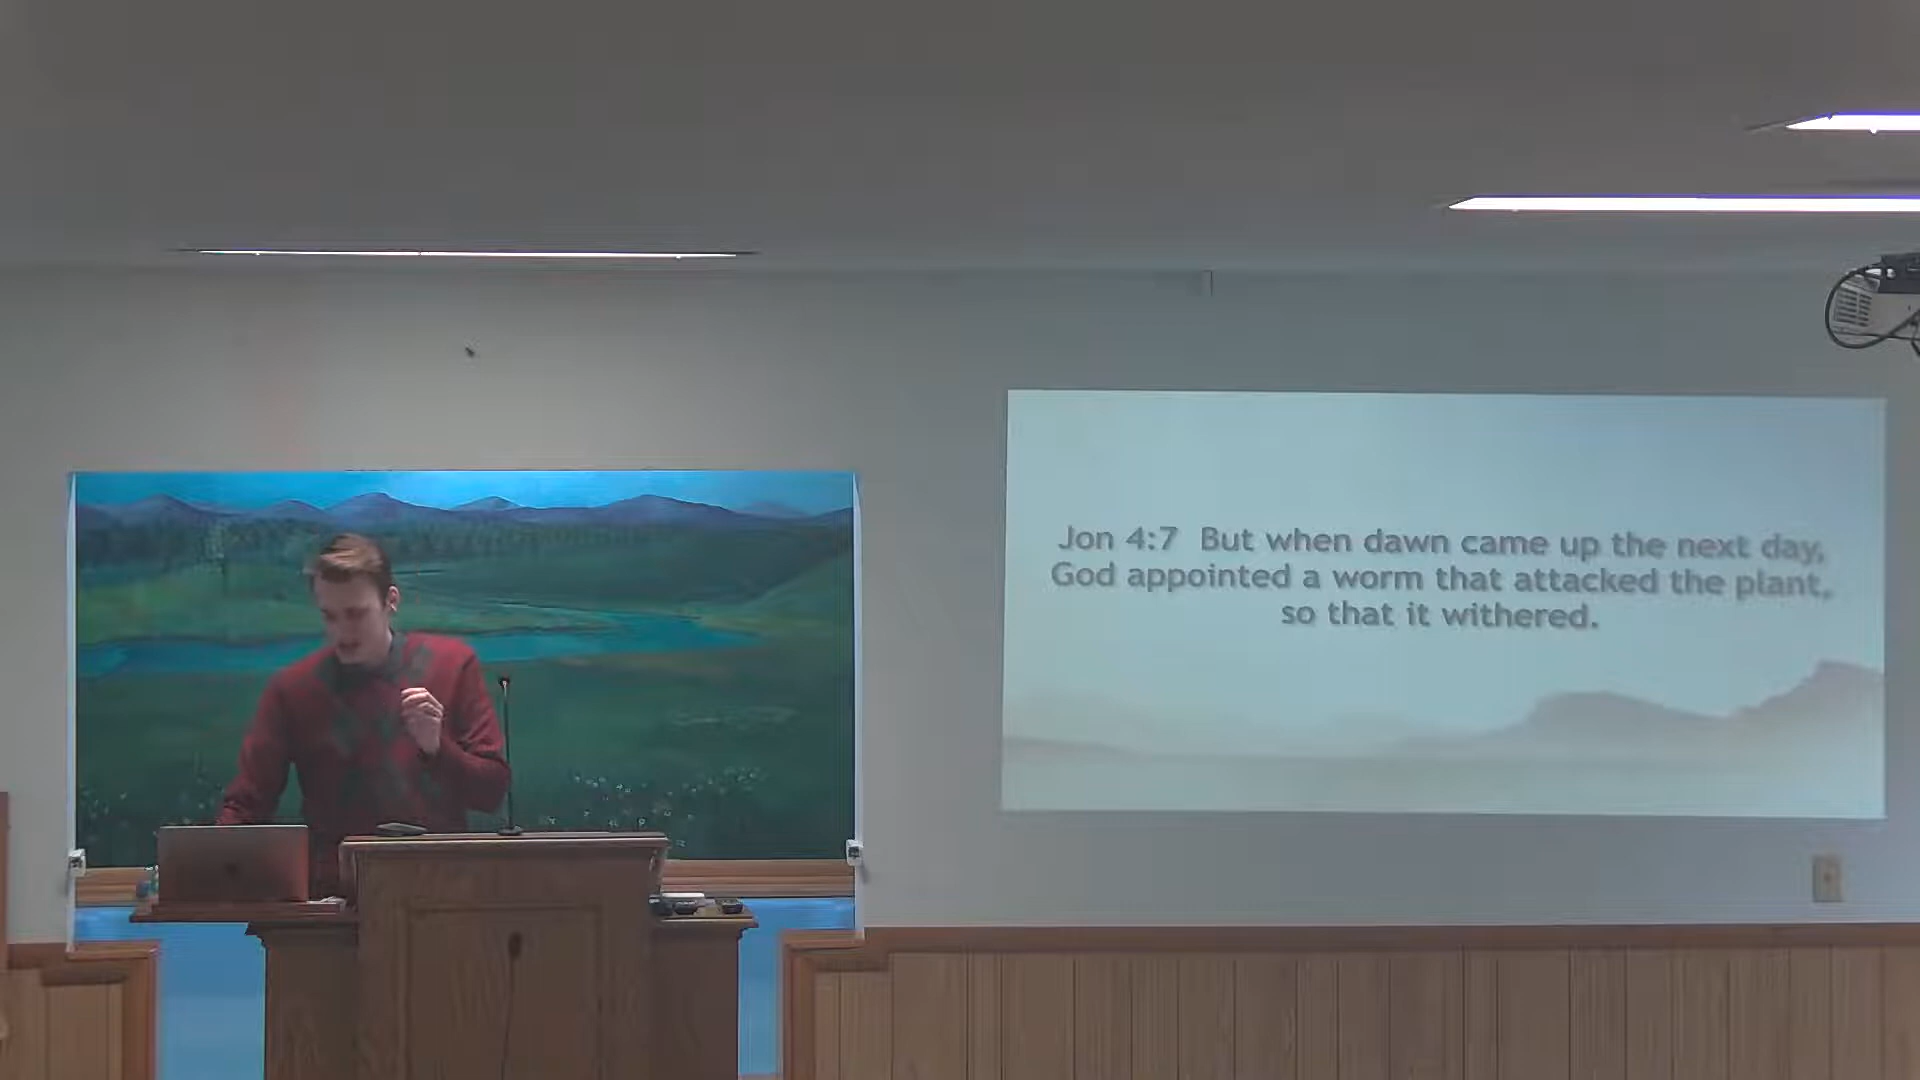 Jon 4:7  But when dawn came up the next day,
God appointed a worm that attacked the plant,
so that it withered.